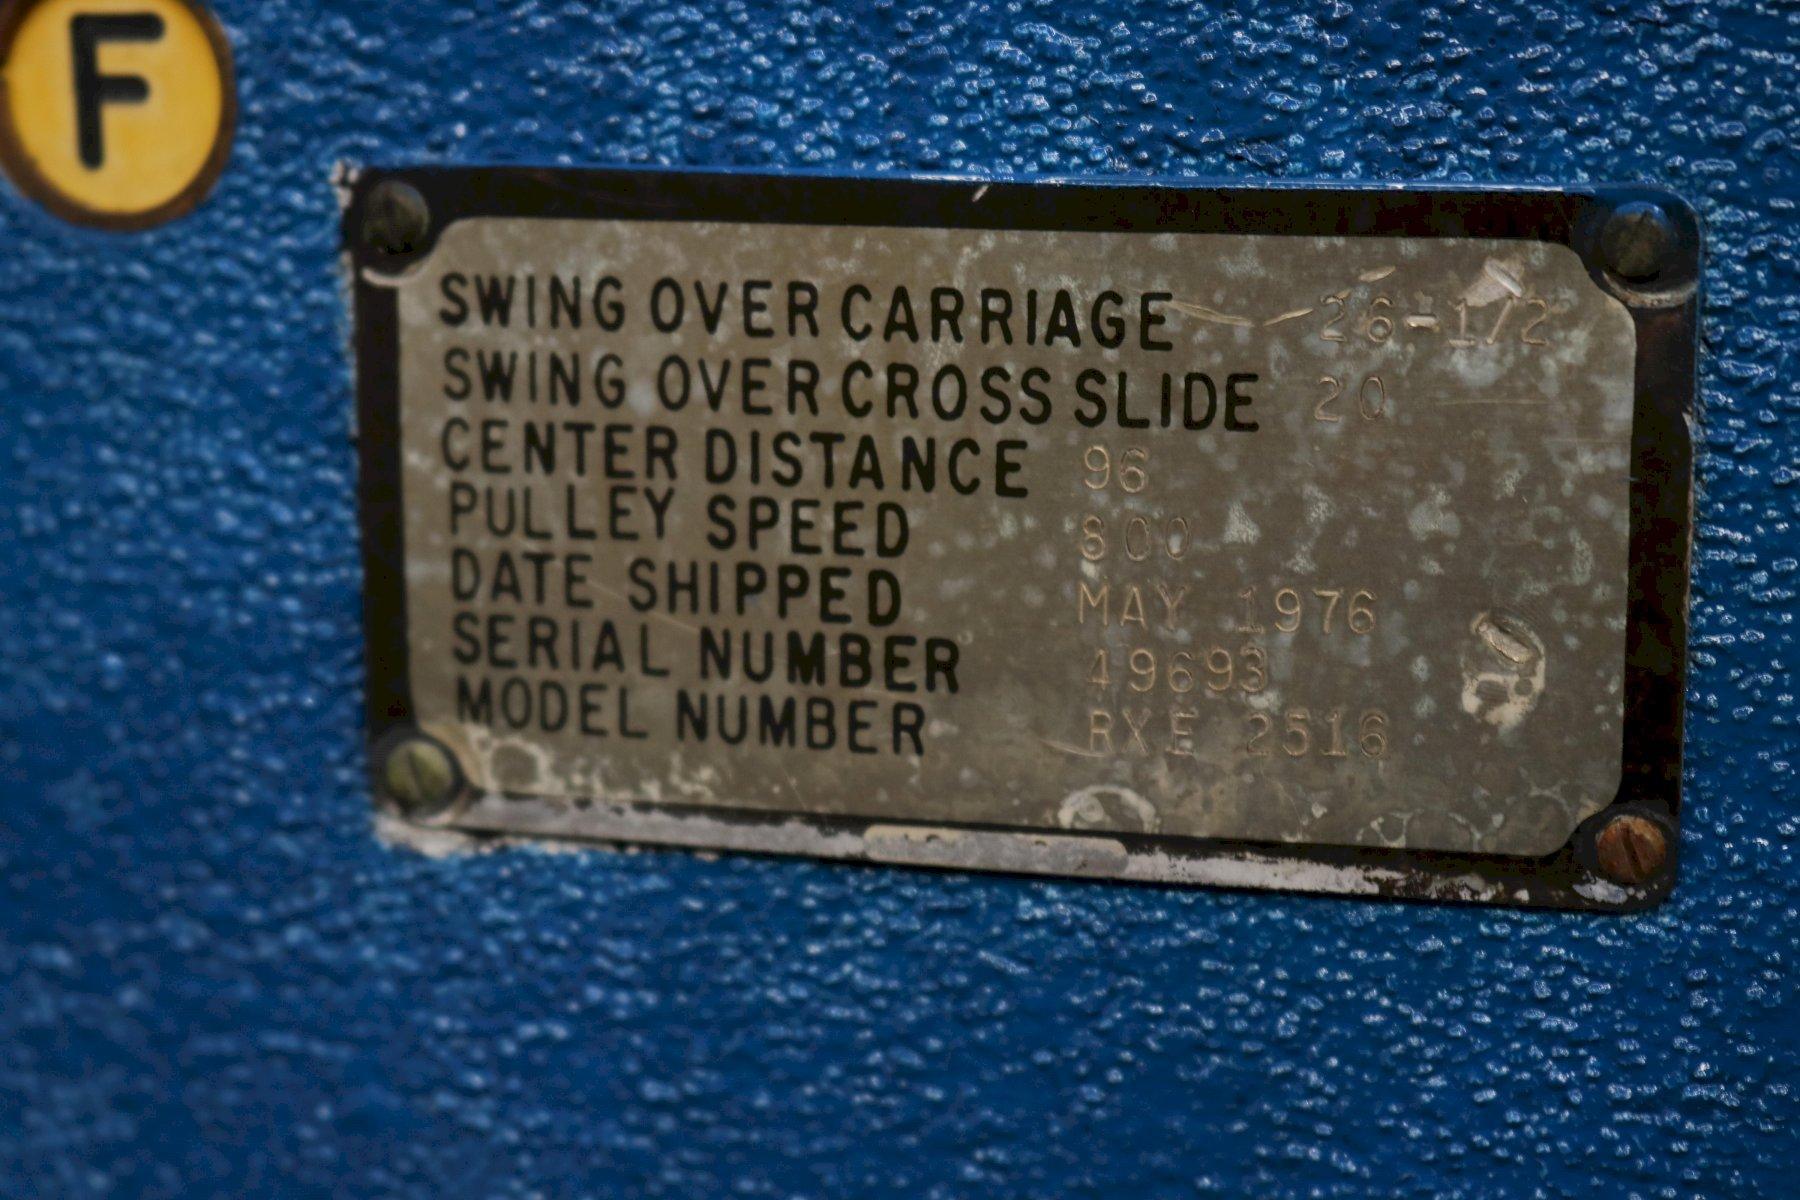 F
SWING OVER CARRIAGE 26-1/2
SWING OVER CROSS SLIDE 20
CENTER DISTANCE 96
PULLEY SPEED 800
DATE SHIPPED MAY 1976
SERIAL NUMBER 49693
MODEL NUMBER RXE 2516